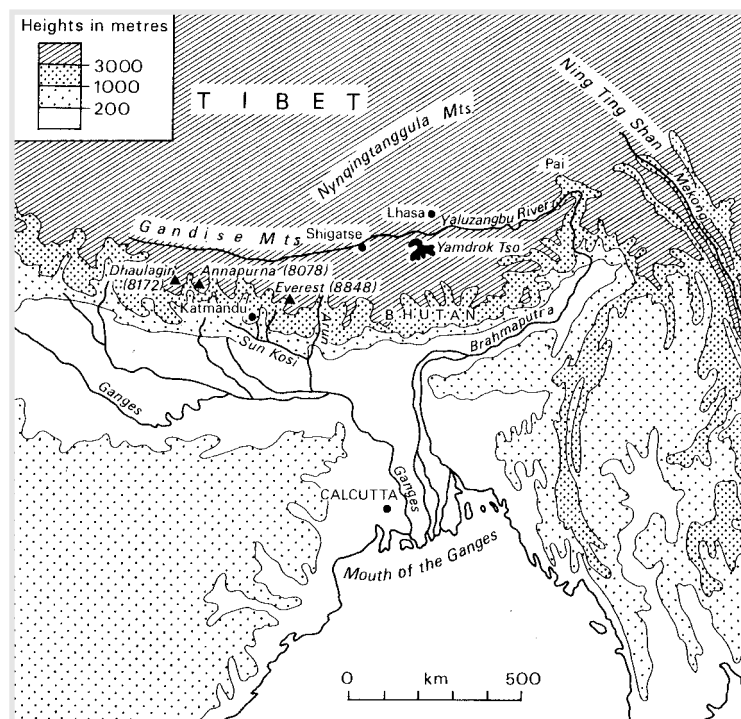 Heights in metres
3000
1000
200
TIBET
Ning Ting Shan
Nynqingtanggula Mts.
Mekong
Pai
Lhasa
Yaluzangbu River
Gandise Mts.
Shigatse
Yamdrok Tso
Dhaulagiri
(8172)
Annapurna (8078)
Everest (8848)
Katmandu
BHUTAN
Arun
Brahmaputra
Sun Kosi
Ganges
Ganges
CALCUTTA
Mouth of the Ganges
0 km 500